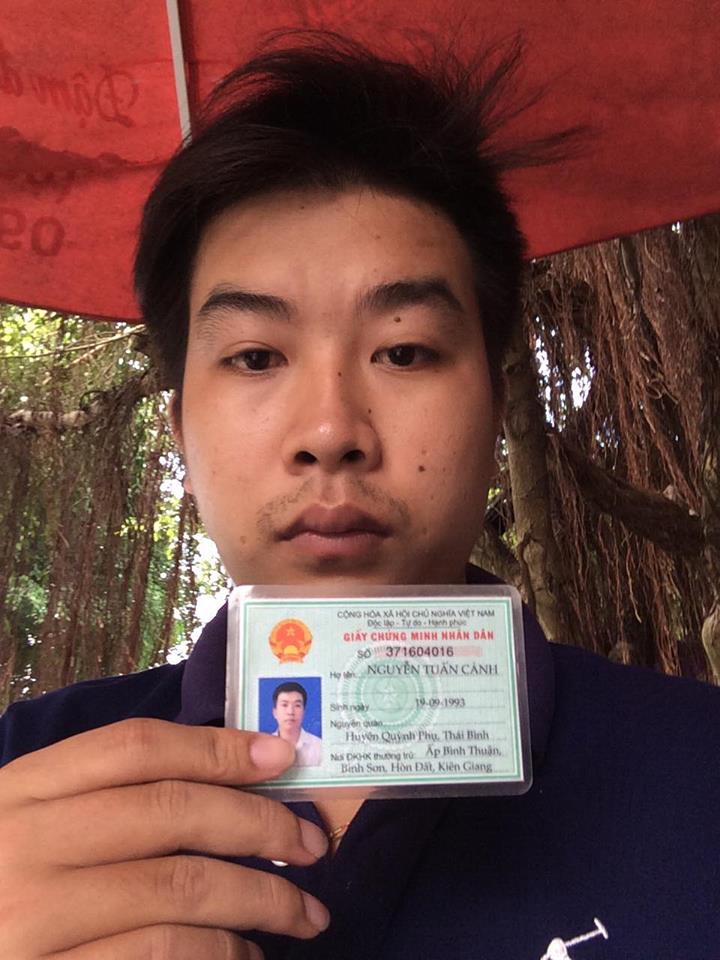 Đậm đ
09
CỘNG HÒA XÃ HỘI CHỦ NGHĨA VIỆT NAM
Độc lập - Tự do - Hạnh phúc
GIẤY CHỨNG MINH NHÂN DÂN
SỐ 371604016
Họ tên: NGUYỄN TUẤN CẢNH
Sinh ngày 19-09-1993
Nguyên quán
Huyện Quỳnh Phụ, Thái Bình
Nơi ĐKHK thường trú: Ấp Bình Thuận,
Bình Sơn, Hòn Đất, Kiên Giang